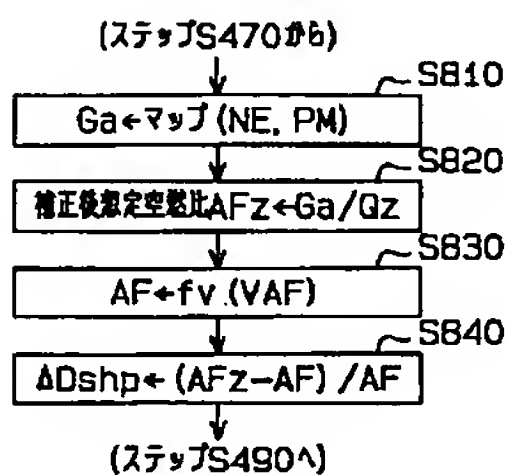 (ステップS470から)
S810
Ga←マップ(NE, PM)
S820
補正後想定空燃比AFz←Ga/Qz
S830
AF←fv(VAF)
S840
ΔDshp←(AFz-AF)/AF
(ステップS490へ)